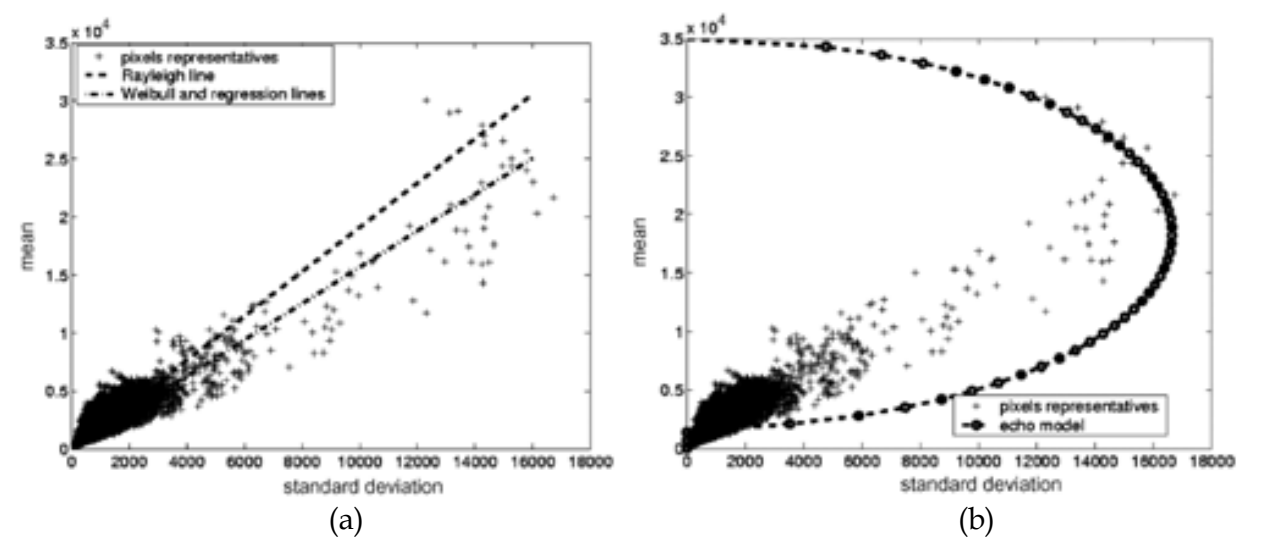 x 10^4
3.5
3
2.5
2
1.5
1
0.5
0
mean
pixels representatives
Rayleigh line
Weibull and regression lines
0 2000 4000 6000 8000 10000 12000 14000 16000 18000
standard deviation
(a)
x 10^4
3.5
3
2.5
2
1.5
1
0.5
0
mean
pixels representatives
echo model
0 2000 4000 6000 8000 10000 12000 14000 16000 18000
standard deviation
(b)